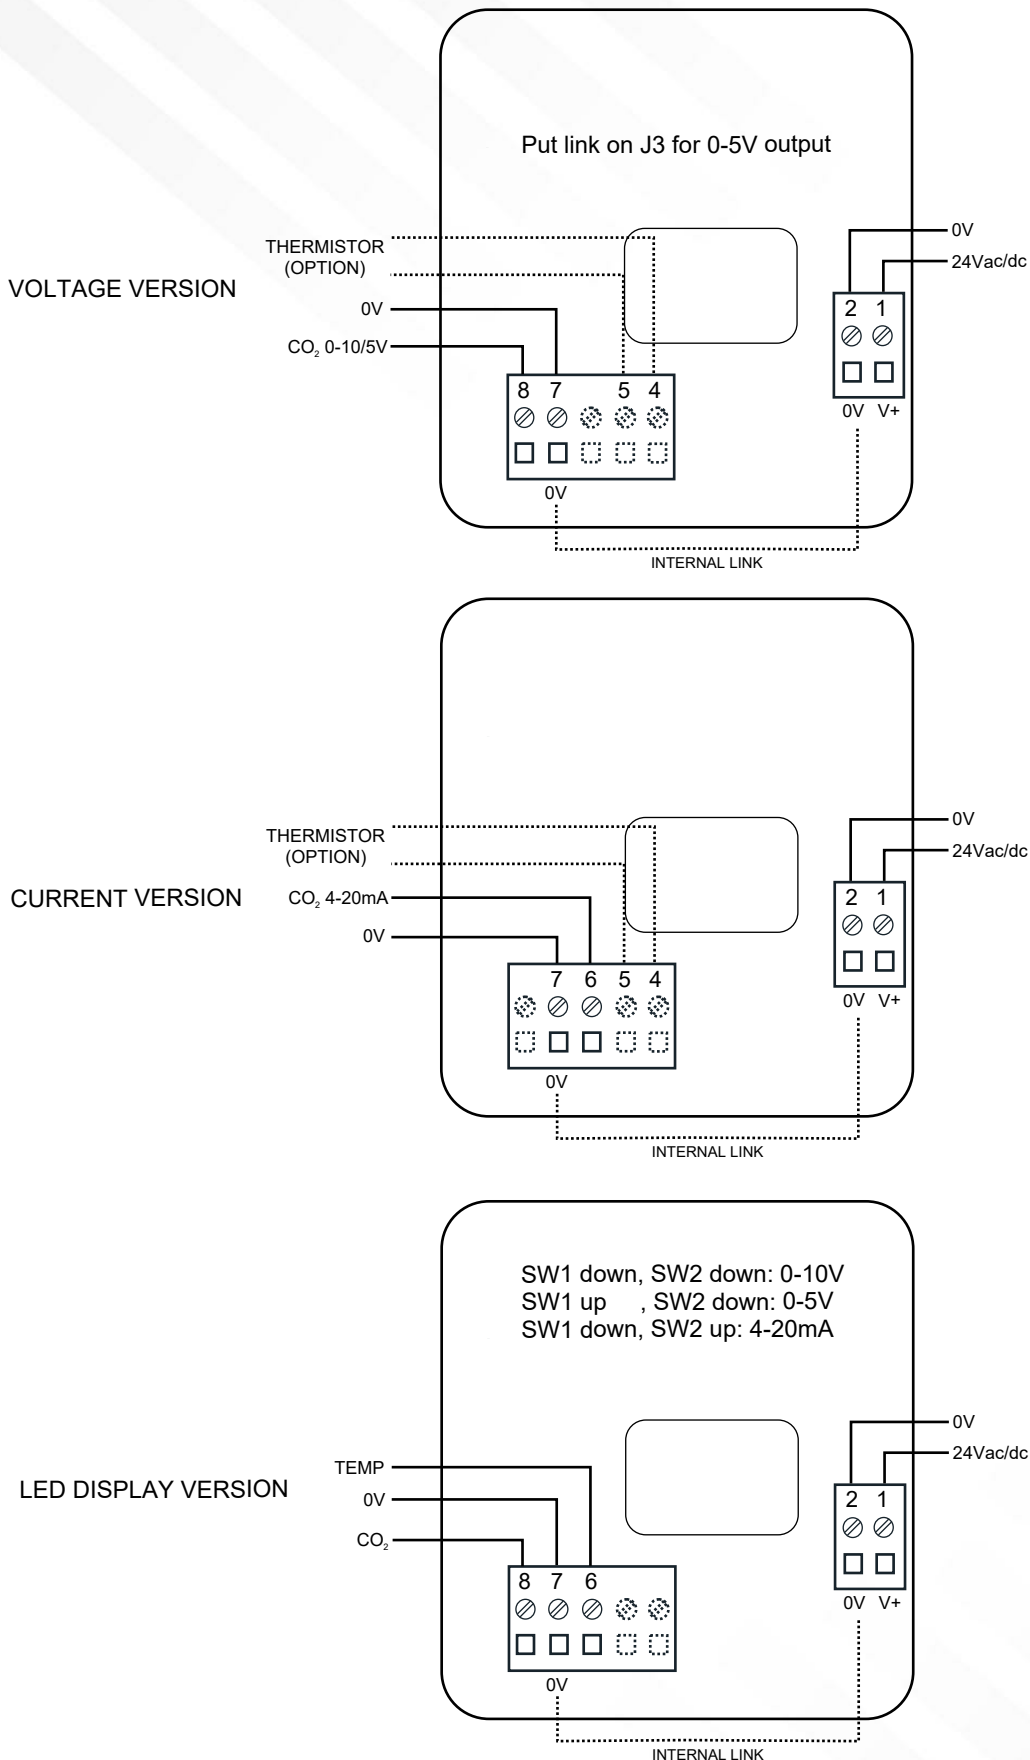 Put link on J3 for 0-5V output
0V
24Vac/dc
THERMISTOR
(OPTION)
VOLTAGE VERSION
0V
CO₂ 0-10/5V
2 1
8 7 5 4
0V V+
0V
INTERNAL LINK
0V
24Vac/dc
THERMISTOR
(OPTION)
CURRENT VERSION
CO₂ 4-20mA
0V
2 1
7 6 5 4
0V V+
0V
INTERNAL LINK
SW1 down, SW2 down: 0-10V
SW1 up , SW2 down: 0-5V
SW1 down, SW2 up: 4-20mA
0V
24Vac/dc
TEMP
LED DISPLAY VERSION
0V
CO₂
2 1
8 7 6
0V V+
0V
INTERNAL LINK